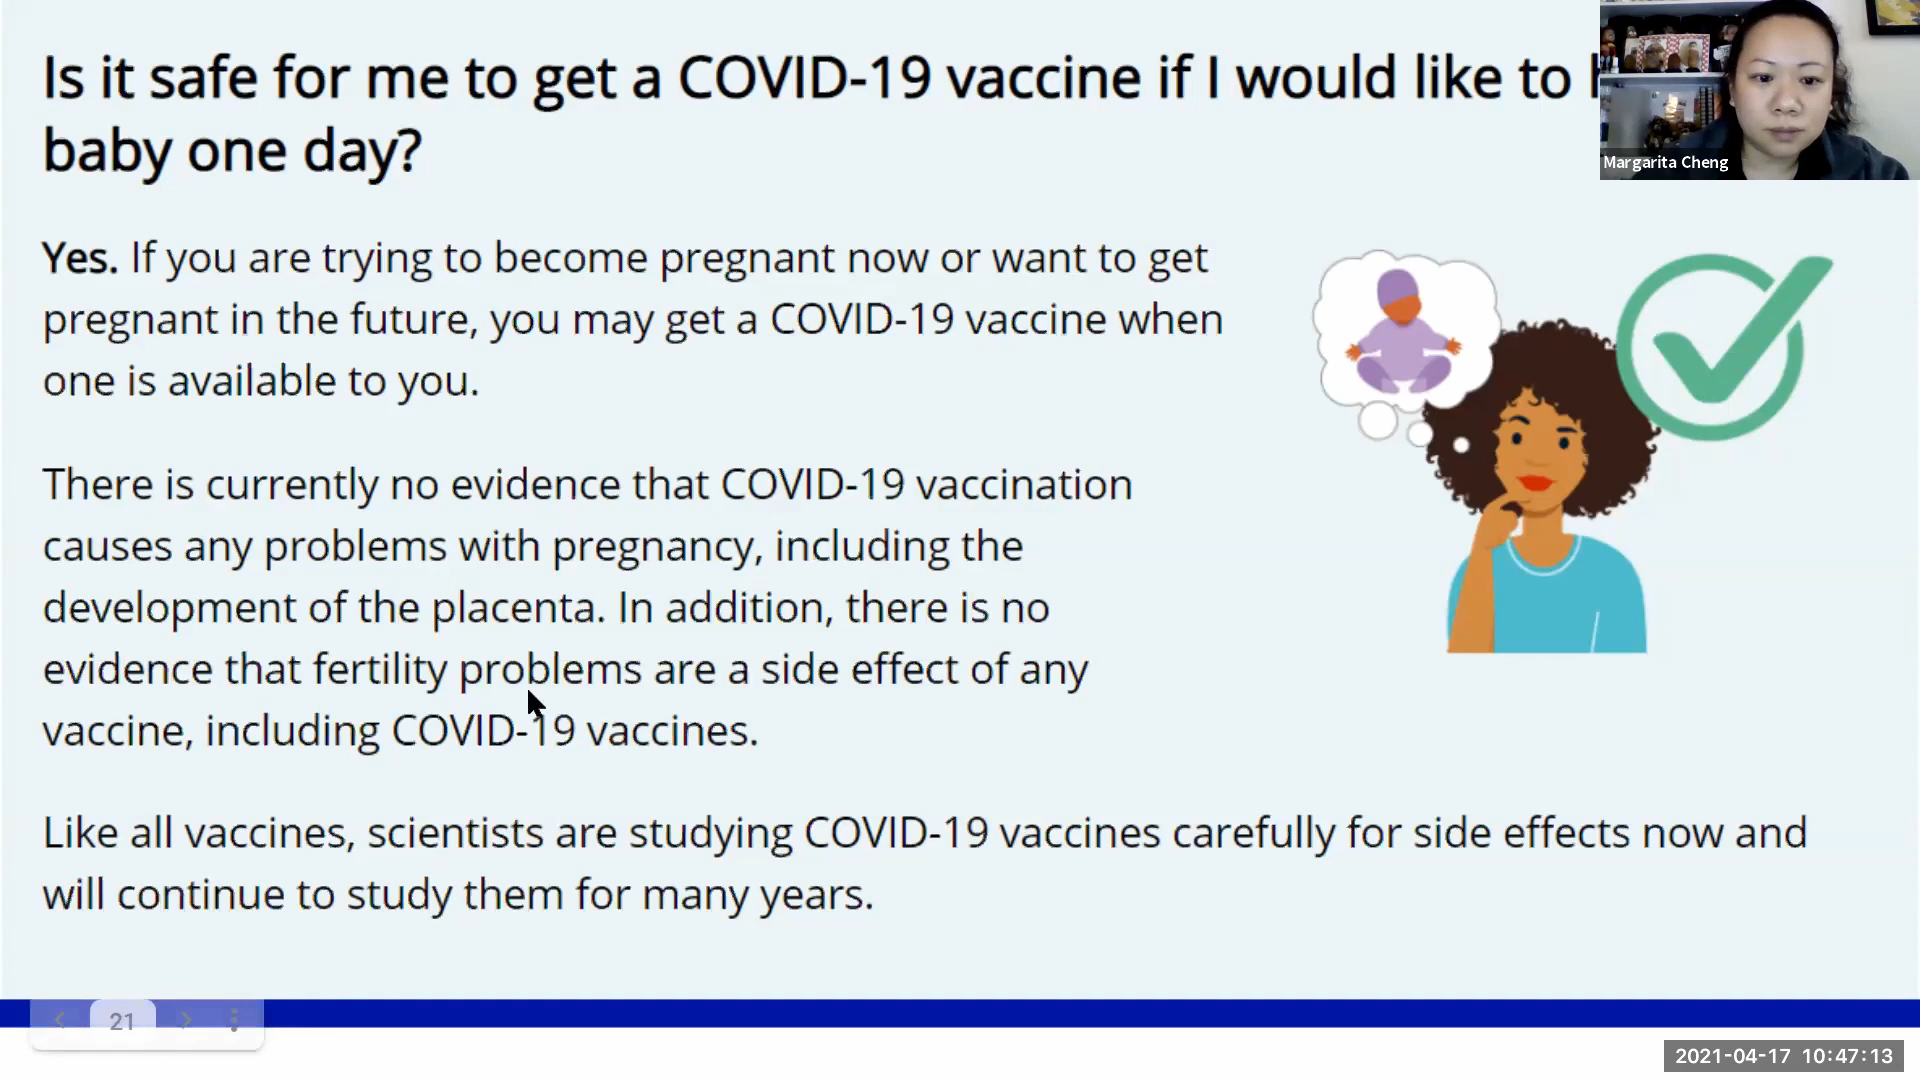 Is it safe for me to get a COVID-19 vaccine if I would like to
baby one day?
Margarita Cheng
Yes. If you are trying to become pregnant now or want to get
pregnant in the future, you may get a COVID-19 vaccine when
one is available to you.
There is currently no evidence that COVID-19 vaccination
causes any problems with pregnancy, including the
development of the placenta. In addition, there is no
evidence that fertility problems are a side effect of any
vaccine, including COVID-19 vaccines.
Like all vaccines, scientists are studying COVID-19 vaccines carefully for side effects now and
will continue to study them for many years.
21
2021-04-17 10:47:13